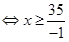 ⇔ x ≥ 35/-1